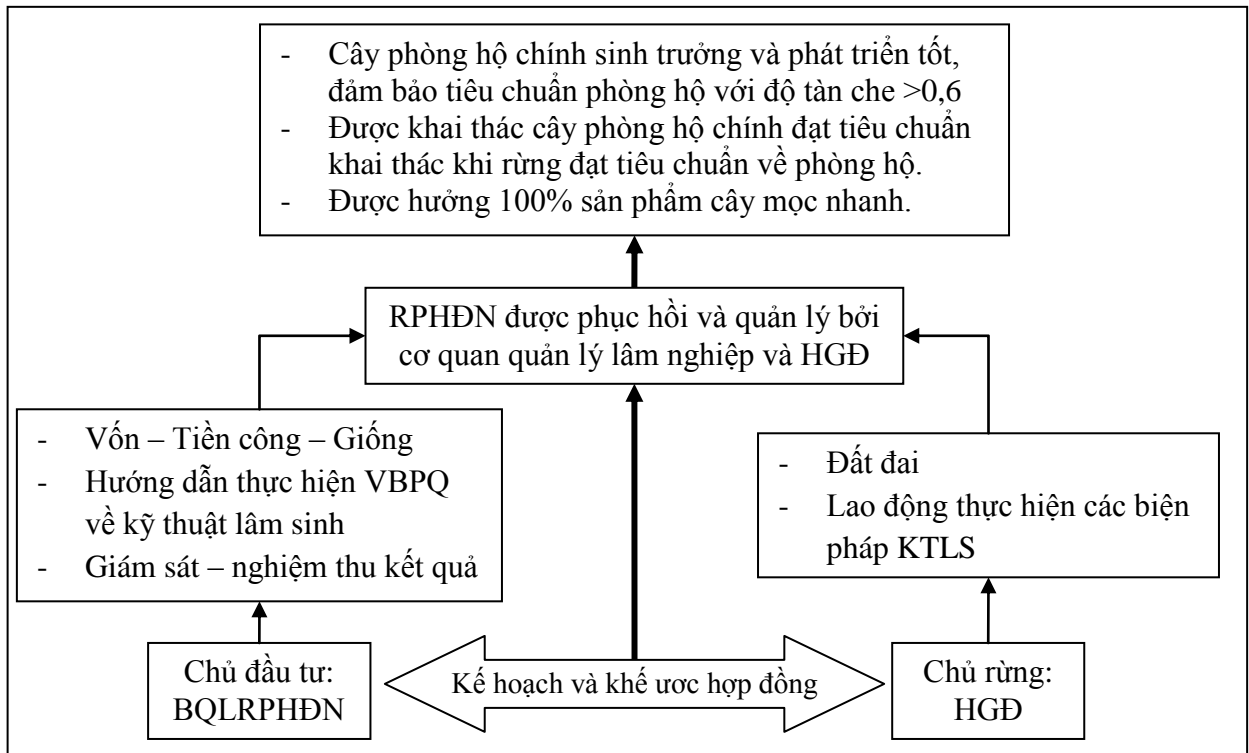 - Cây phòng hộ chính sinh trưởng và phát triển tốt,
đảm bảo tiêu chuẩn phòng hộ với độ tàn che >0,6
- Được khai thác cây phòng hộ chính đạt tiêu chuẩn
khai thác khi rừng đạt tiêu chuẩn về phòng hộ.
- Được hưởng 100% sản phẩm cây mọc nhanh.
RPHĐN được phục hồi và quản lý bởi
cơ quan quản lý lâm nghiệp và HGĐ
- Vốn – Tiền công – Giống
- Hướng dẫn thực hiện VBPQ
về kỹ thuật lâm sinh
- Giám sát – nghiệm thu kết quả
- Đất đai
- Lao động thực hiện các biện
pháp KTLS
Chủ đầu tư:
BQLRPHĐN
Kế hoạch và khế ươc hợp đồng
Chủ rừng:
HGĐ